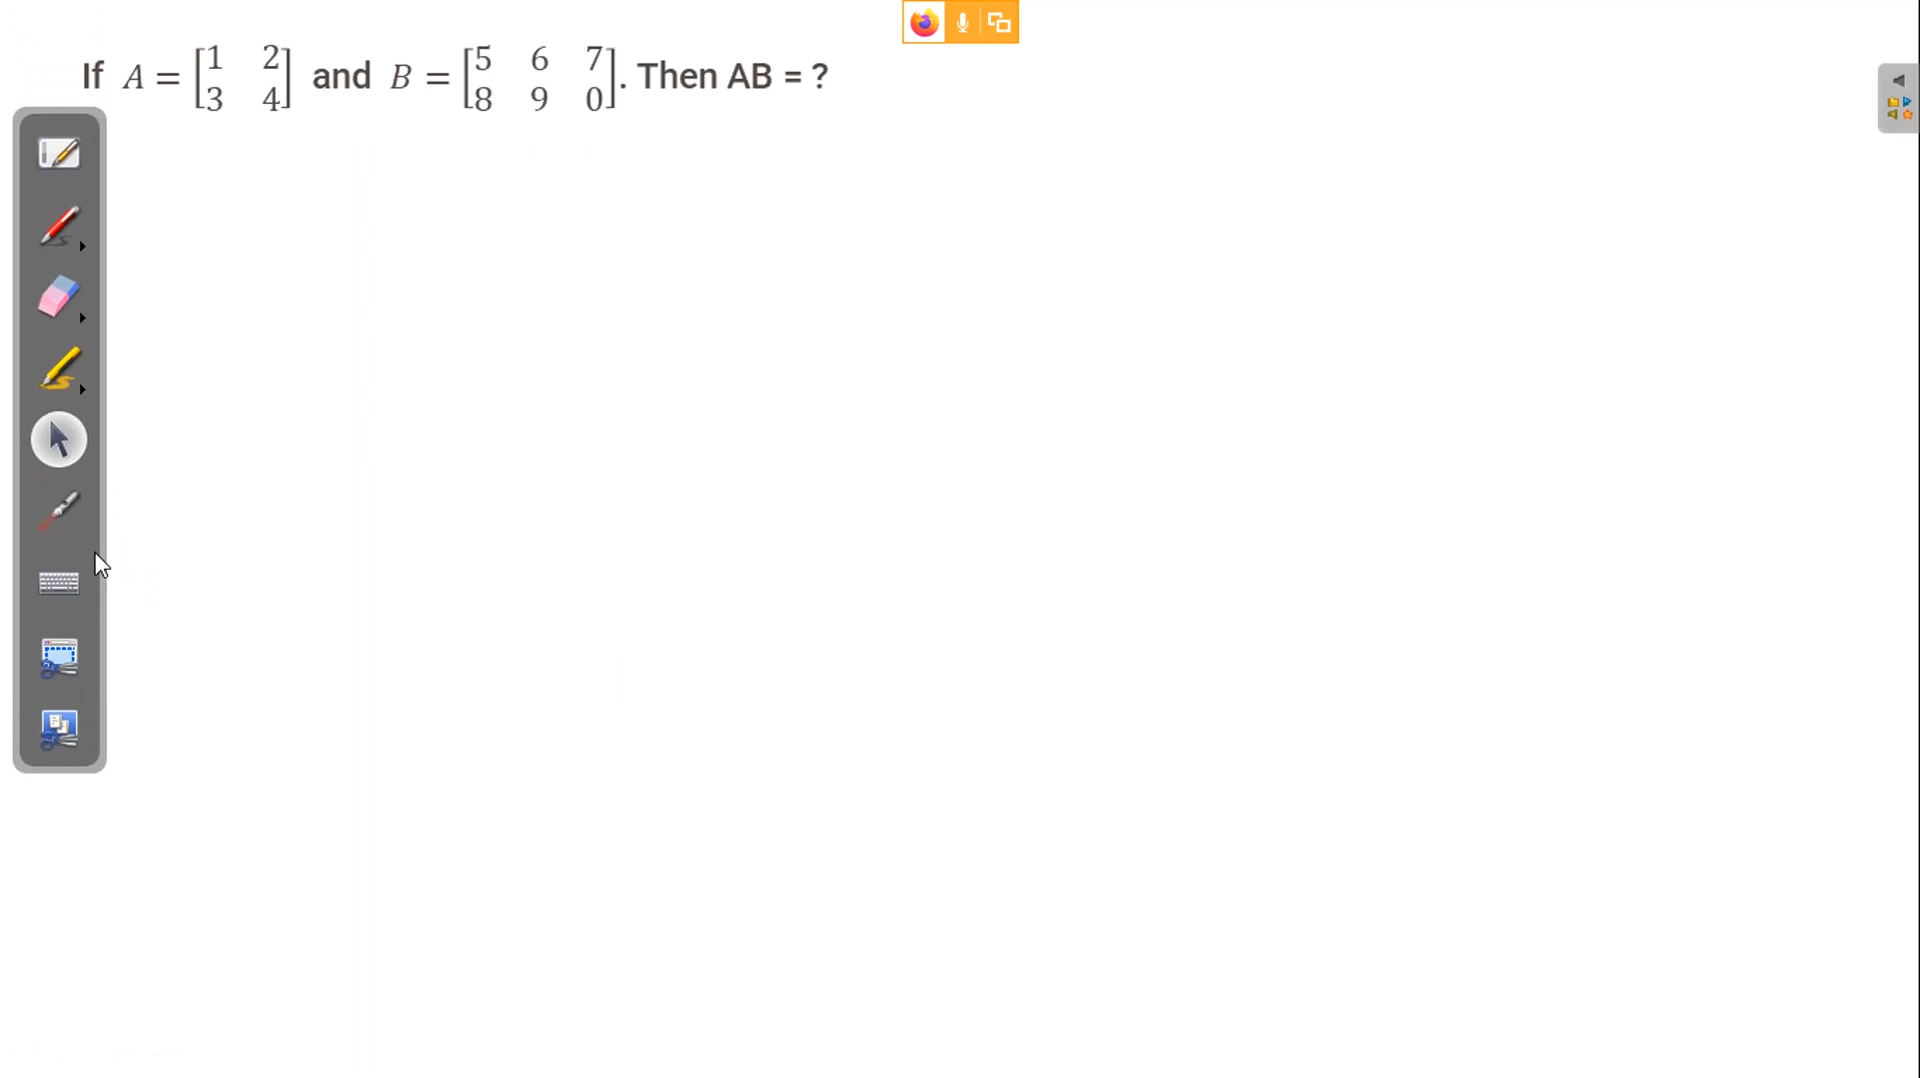 If A = [1 2 3 4] and B = [5 6 7 8 9 0]. Then AB = ?